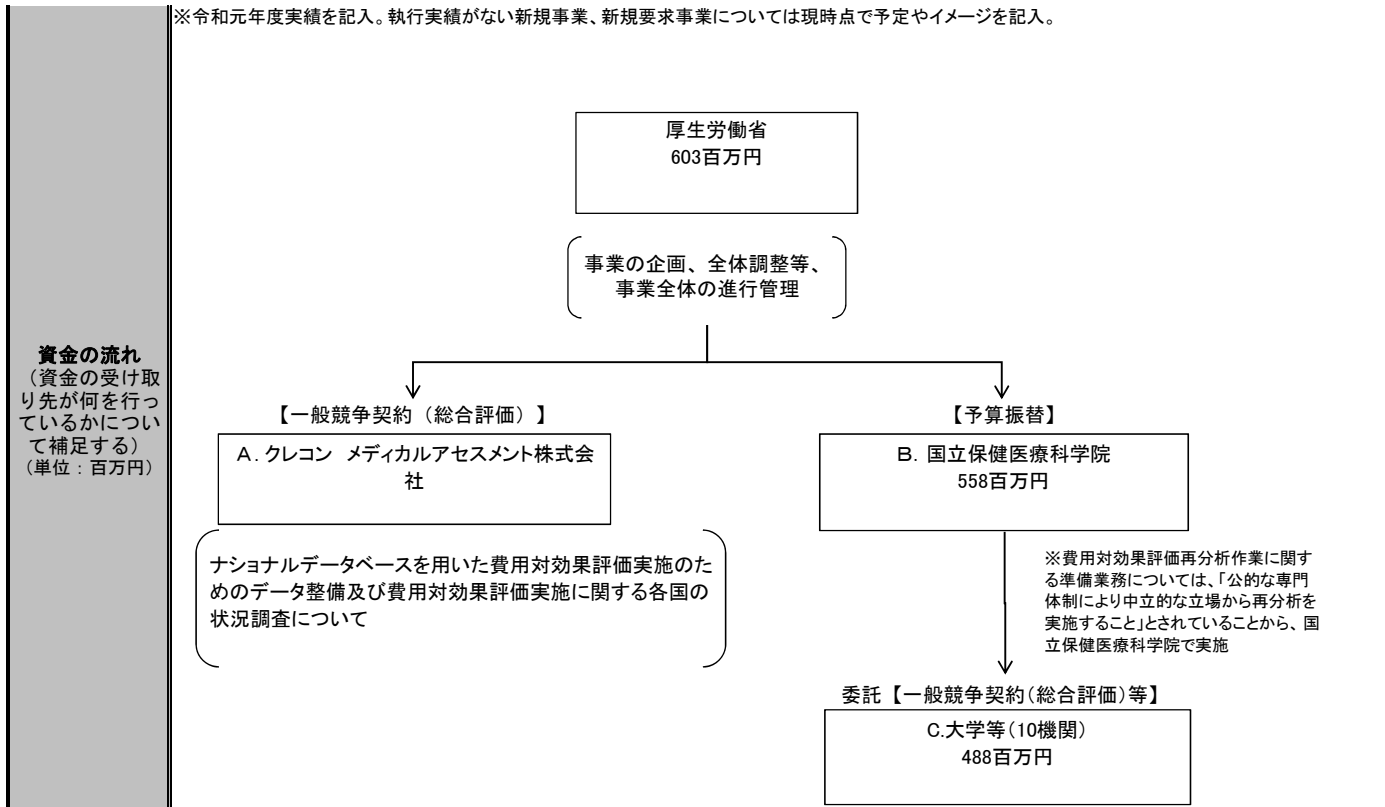 ※令和元年度実績を記入。執行実績がない新規事業、新規要求事業については現時点で予定やイメージを記入。
資金の流れ
(資金の受け取
り先が何を行っ
ているかについ
て補足する)
(単位:百万円)
厚生労働省
603百万円
事業の企画、全体調整等、
事業全体の進行管理
【一般競争契約(総合評価)】
A.クレコン メディカルアセスメント株式会
社
ナショナルデータベースを用いた費用対効果評価実施のた
めのデータ整備及び費用対効果評価実施に関する各国の
状況調査について
【予算振替】
B. 国立保健医療科学院
558百万円
※費用対効果評価再分析作業に関す
る準備業務については、「公的な専門
体制により中立的な立場から再分析を
実施すること」とされていることから、国
立保健医療科学院で実施
委託【一般競争契約(総合評価)等】
C.大学等(10機関)
488百万円